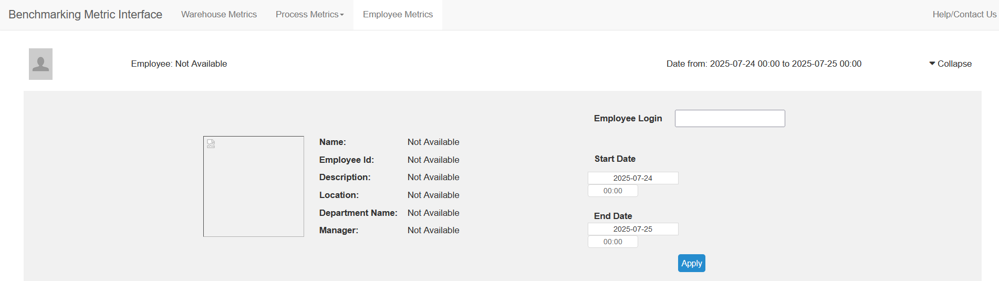 Benchmarking Metric Interface Warehouse Metrics Process Metrics Employee Metrics Help/Contact Us
Employee: Not Available Date from: 2025-07-24 00:00 to 2025-07-25 00:00 Collapse
Employee Login
Name: Not Available
Employee Id: Not Available
Description: Not Available
Location: Not Available
Department Name: Not Available
Manager: Not Available
Start Date
2025-07-24
00:00
End Date
2025-07-25
00:00
Apply